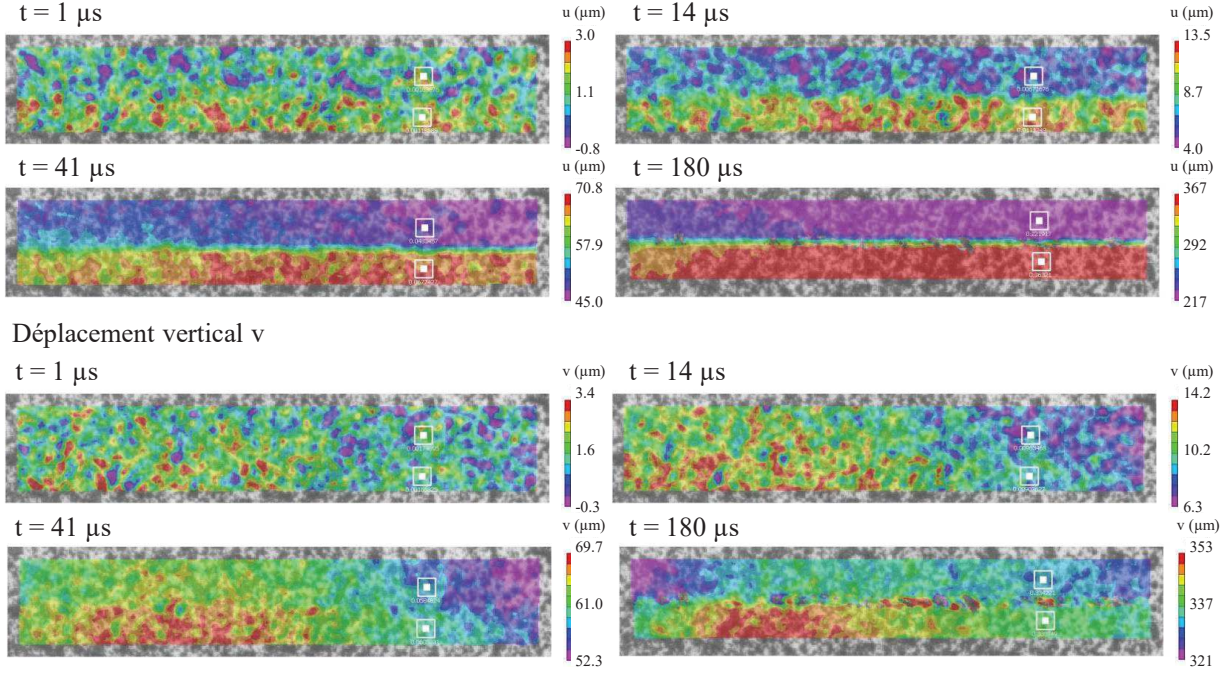 t = 1 µs
u (µm)
3.0
1.1
-0.8
t = 14 µs
u (µm)
13.5
8.7
4.0
t = 41 µs
u (µm)
70.8
57.9
45.0
t = 180 µs
u (µm)
367
292
217
Déplacement vertical v
t = 1 µs
v (µm)
3.4
1.6
-0.3
t = 14 µs
v (µm)
14.2
10.2
6.3
t = 41 µs
v (µm)
69.7
61.0
52.3
t = 180 µs
v (µm)
353
337
321